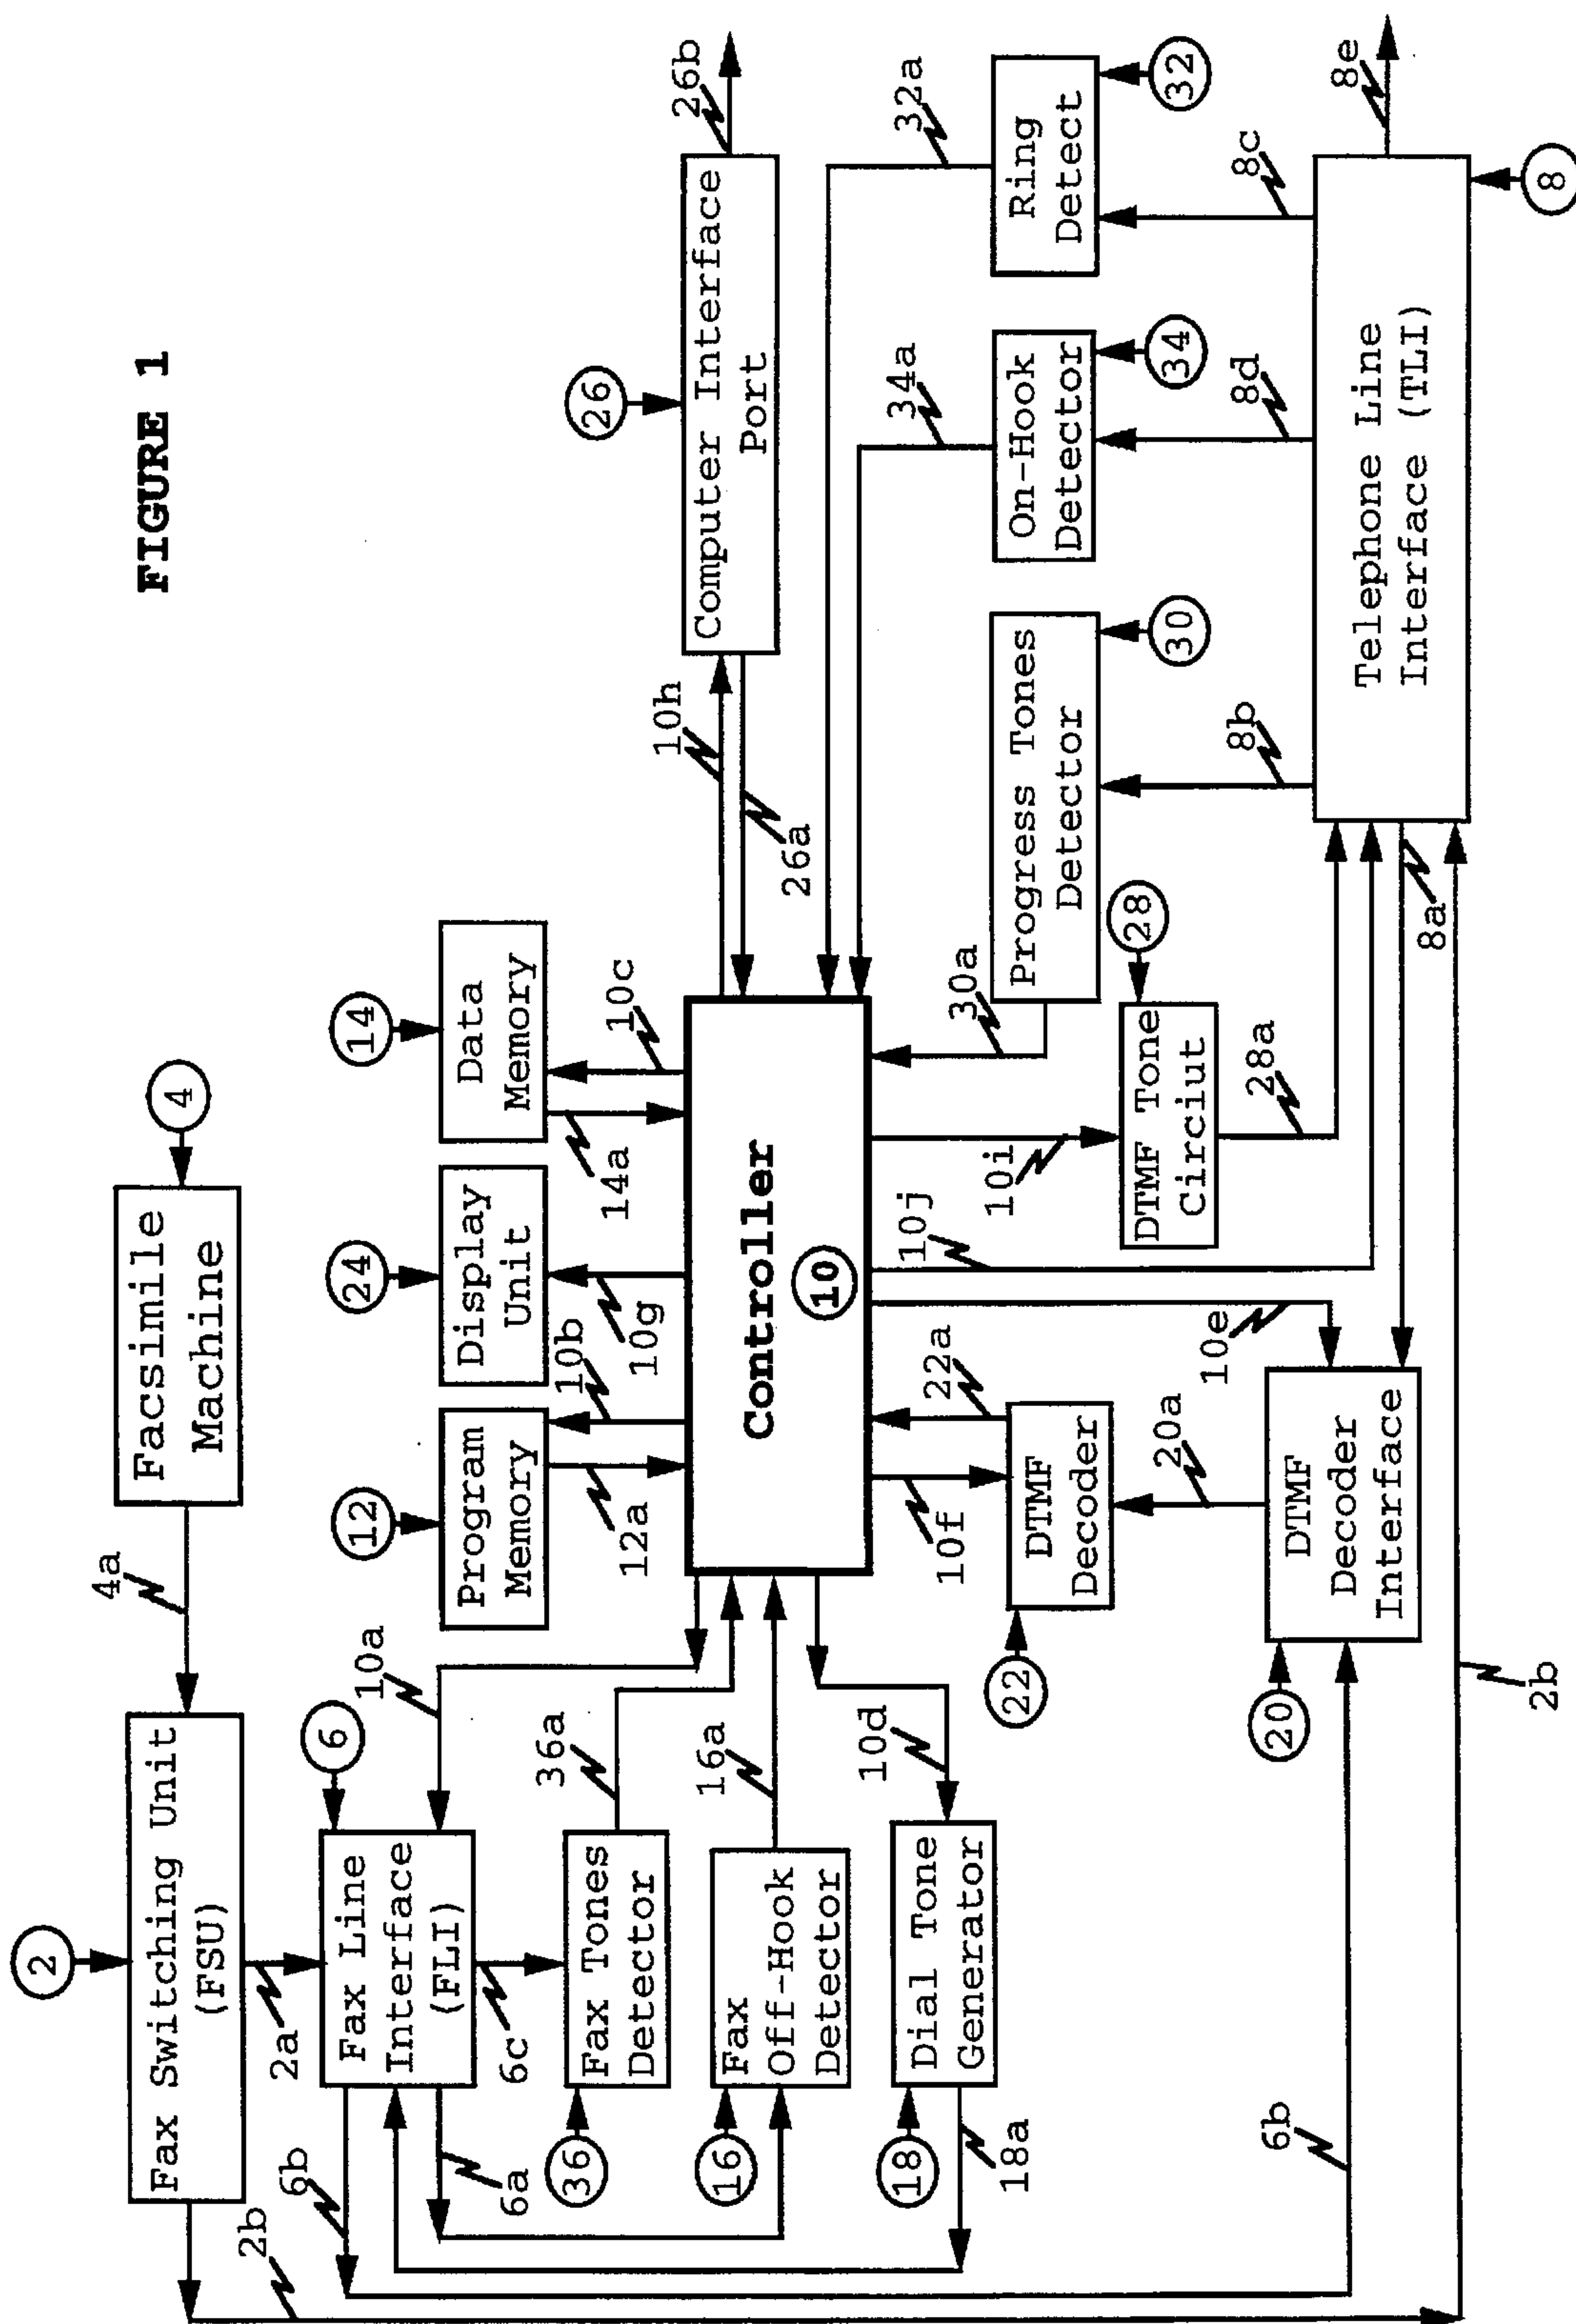 FIGURE 1
2
Fax Switching Unit
(FSU)
4a
Facsimile
Machine
4
2b
2a
6
Fax Line
Interface
(FLI)
10a
12
Program
Memory
24
Display
Unit
14
Data
Memory
26
Computer Interface
Port
26b
6b
6a
6c
12a
10b
10g
14a
10c
10h
26a
36
Fax Tones
Detector
36a
16
Fax
Off-Hook
Detector
16a
Controller
10
18
Dial Tone
Generator
18a
10d
10f
22a
10e
10j
10i
30a
34a
32a
22
DTMF
Decoder
20a
DTMF Tone
Circiut
28
28a
Progress Tones
Detector
30
On-Hook
Detector
34
Ring
Detect
32
8b
8d
8c
6b
20
DTMF
Decoder
Interface
8a
2b
Telephone Line
Interface (TLI)
8
8e